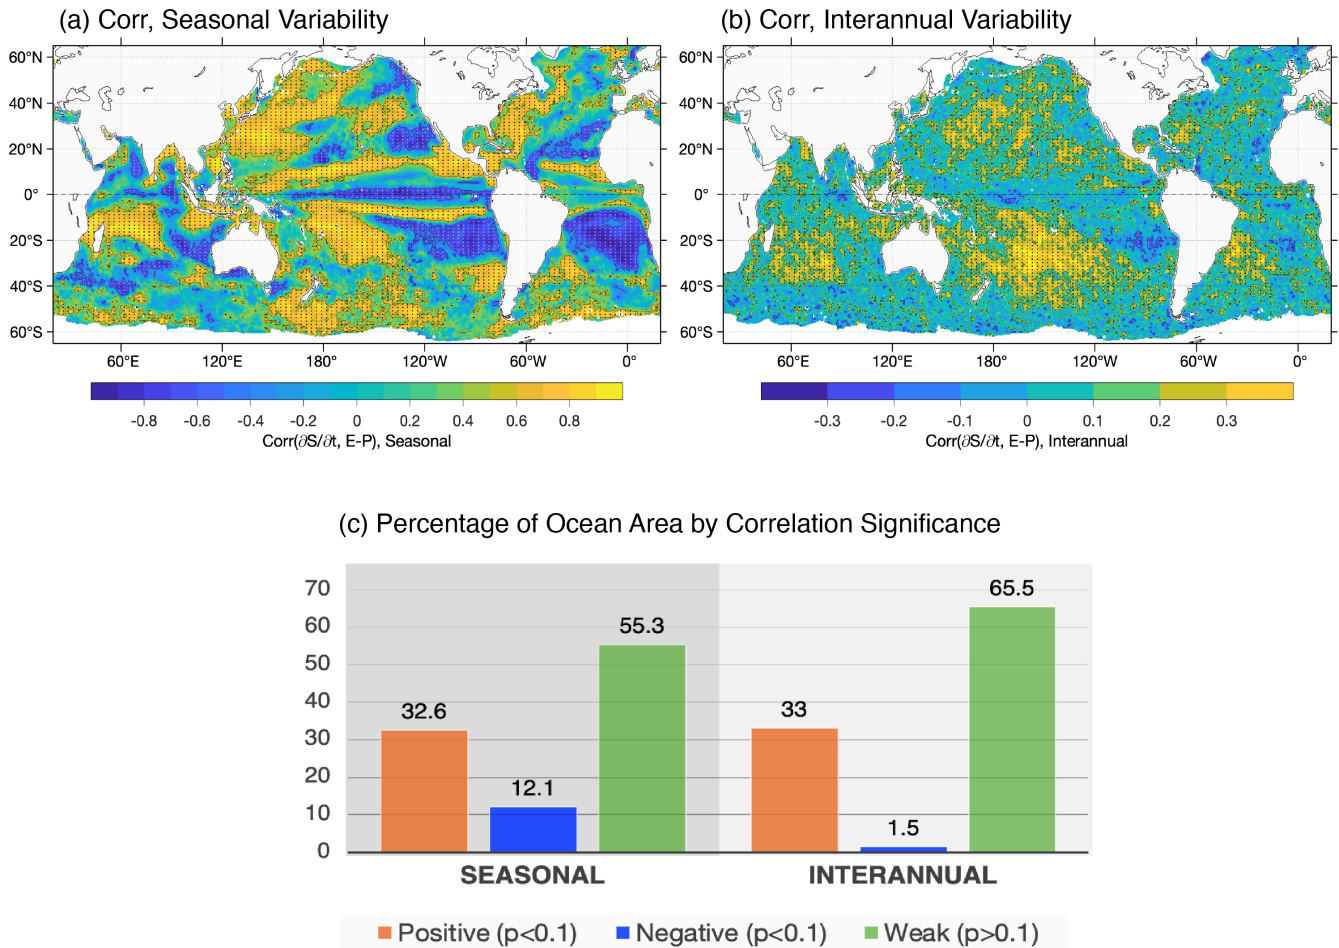 (a) Corr, Seasonal Variability
60°N
40°N
20°N
0°
20°S
40°S
60°S
60°E 120°E 180° 120°W 60°W 0°
-0.8 -0.6 -0.4 -0.2 0 0.2 0.4 0.6 0.8
Corr(∂S/∂t, E-P), Seasonal
(b) Corr, Interannual Variability
60°N
40°N
20°N
0°
20°S
40°S
60°S
60°E 120°E 180° 120°W 60°W 0°
-0.3 -0.2 -0.1 0 0.1 0.2 0.3
Corr(∂S/∂t, E-P), Interannual
(c) Percentage of Ocean Area by Correlation Significance
70
60
50
40
30
20
10
0
32.6
12.1
55.3
33
1.5
65.5
SEASONAL INTERANNUAL
Positive (p<0.1) Negative (p<0.1) Weak (p>0.1)